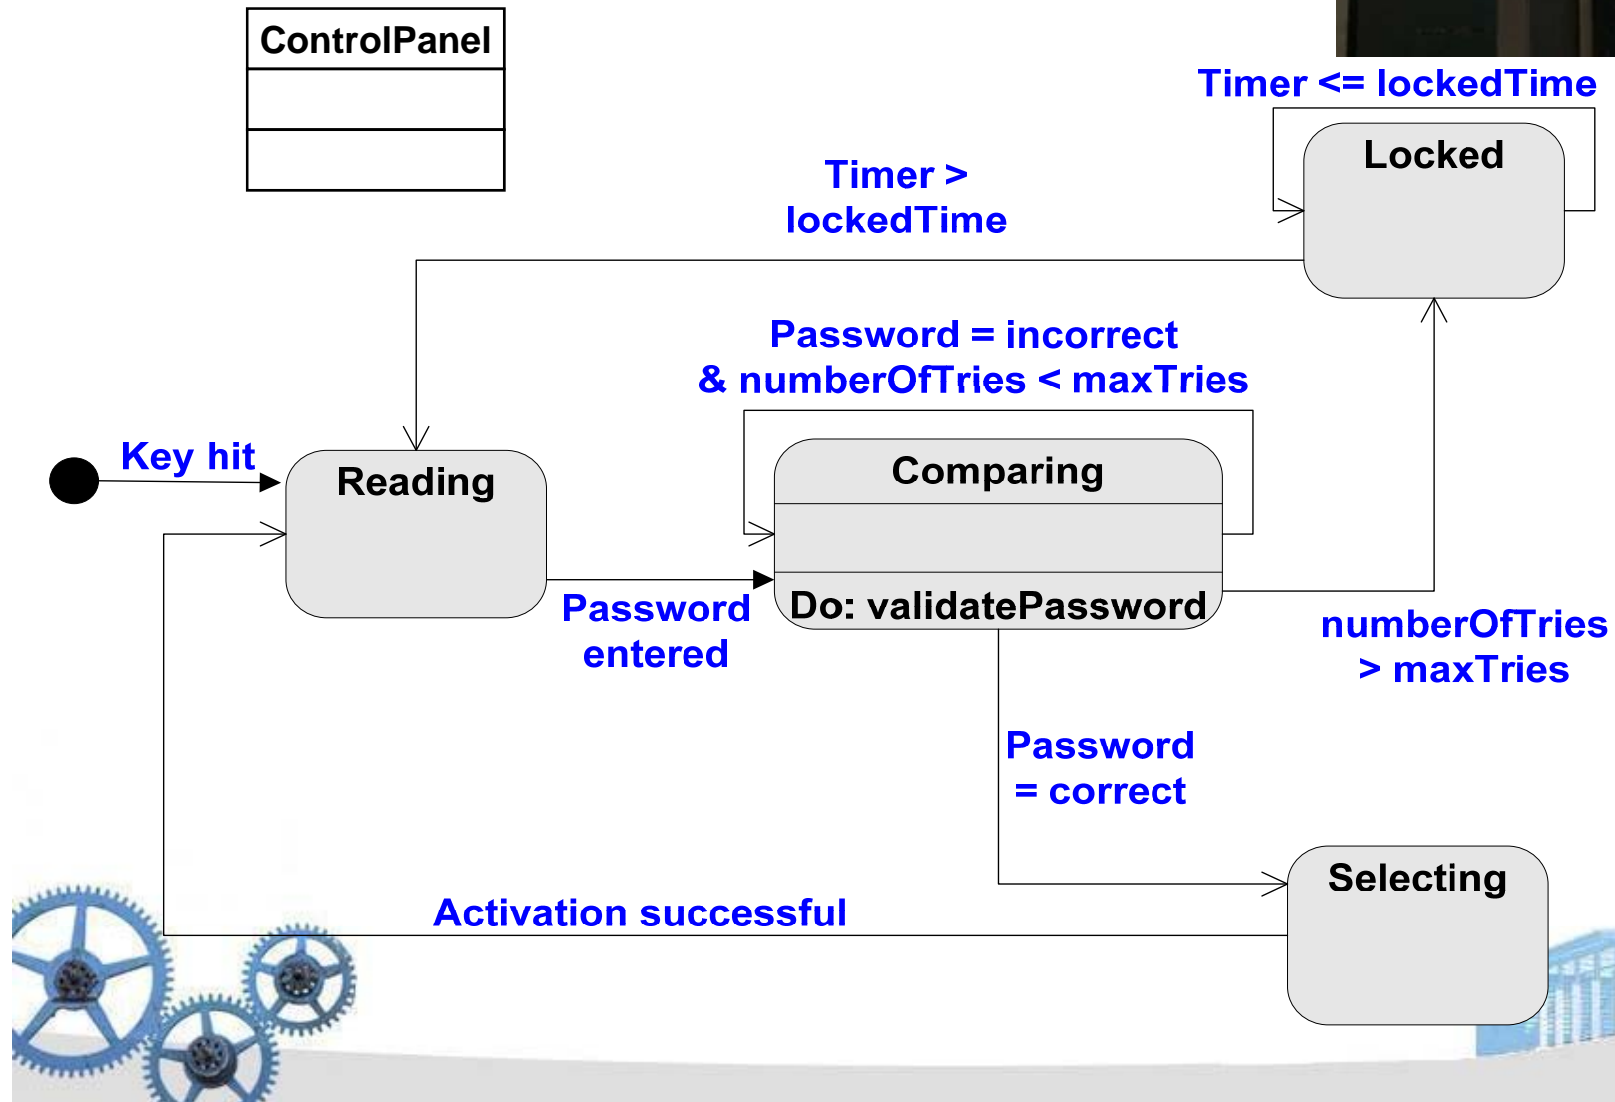 ControlPanel
Timer <= lockedTime
Locked
Timer >
lockedTime
Password = incorrect
& numberOfTries < maxTries
Key hit
Reading
Comparing
Do: validatePassword
Password
entered
numberOfTries
> maxTries
Password
= correct
Selecting
Activation successful